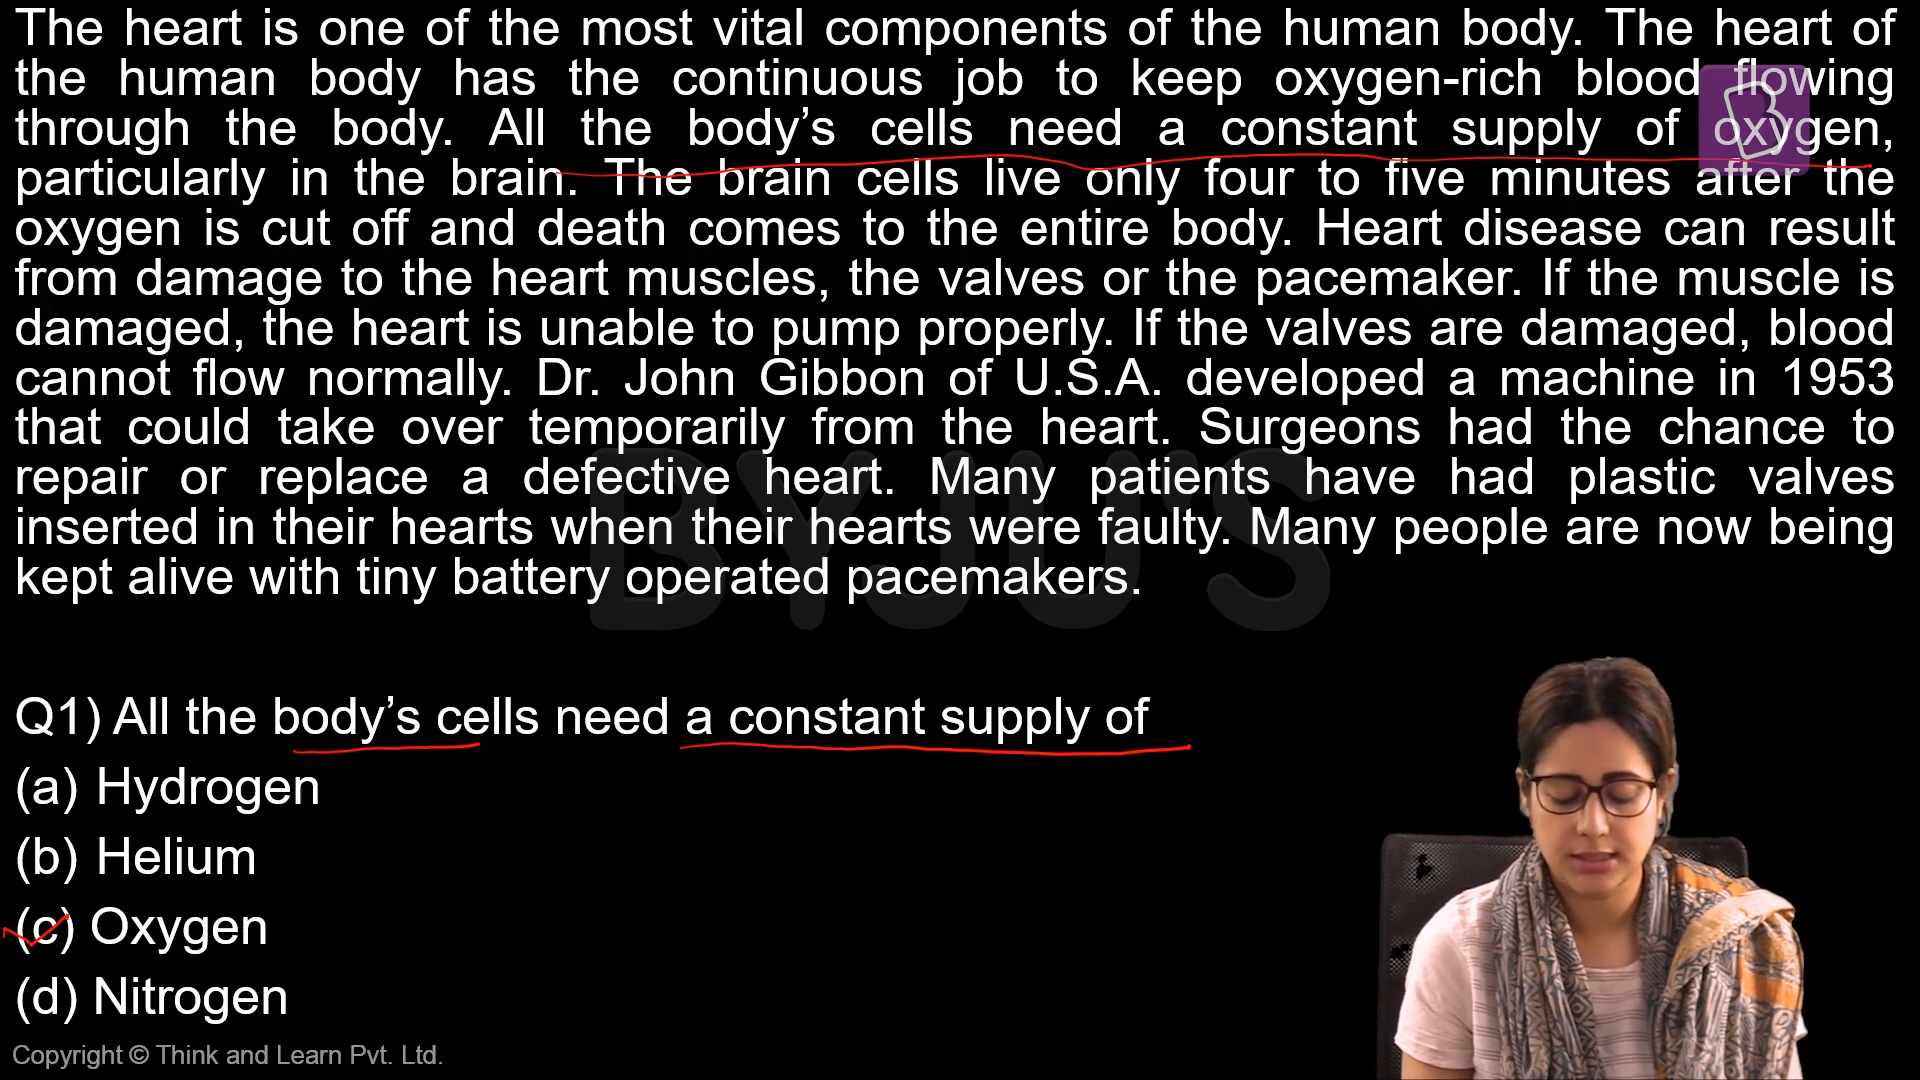 The heart is one of the most vital components of the human body. The heart of
the human body has the continuous job to keep oxygen-rich blood flowing
through the body. All the body’s cells need a constant supply of oxygen,
particularly in the brain. The brain cells live only four to five minutes after the
oxygen is cut off and death comes to the entire body. Heart disease can result
from damage to the heart muscles, the valves or the pacemaker. If the muscle is
damaged, the heart is unable to pump properly. If the valves are damaged, blood
cannot flow normally. Dr. John Gibbon of U.S.A. developed a machine in 1953
that could take over temporarily from the heart. Surgeons had the chance to
repair or replace a defective heart. Many patients have had plastic valves
inserted in their hearts when their hearts were faulty. Many people are now being
kept alive with tiny battery operated pacemakers.
BYJU'S
Q1) All the body’s cells need a constant supply of
(a) Hydrogen
(b) Helium
(c) Oxygen
(d) Nitrogen
Copyright © Think and Learn Pvt. Ltd.